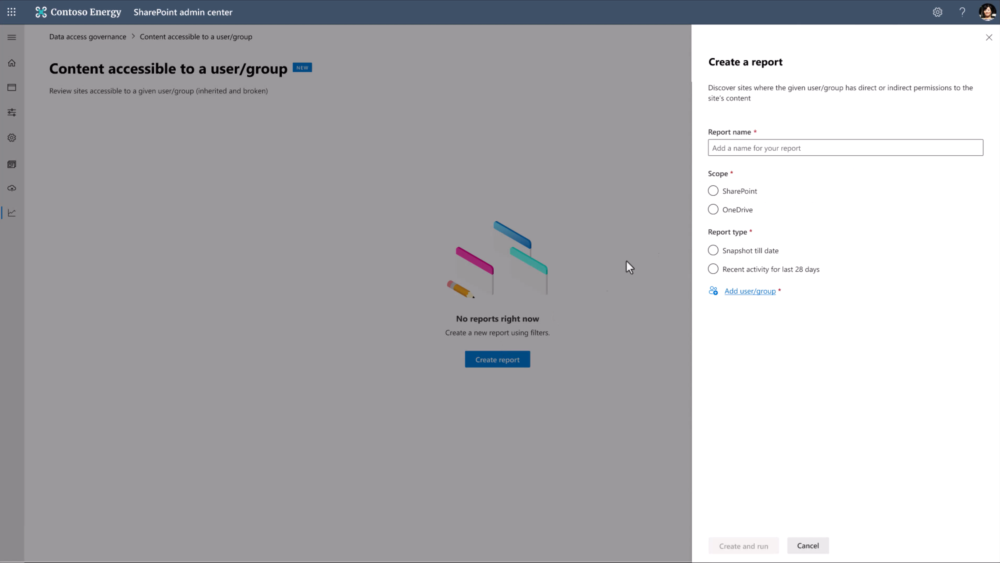 Contoso Energy
SharePoint admin center
Data access governance > Content accessible to a user/group
Content accessible to a user/group NEW
Review sites accessible to a given user/group (inherited and broken)
No reports right now
Create a new report using filters.
Create report
Create a report
Discover sites where the given user/group has direct or indirect permissions to the
site's content
Report name *
Add a name for your report
Scope *
SharePoint
OneDrive
Report type *
Snapshot till date
Recent activity for last 28 days
Add user/group *
Create and run
Cancel